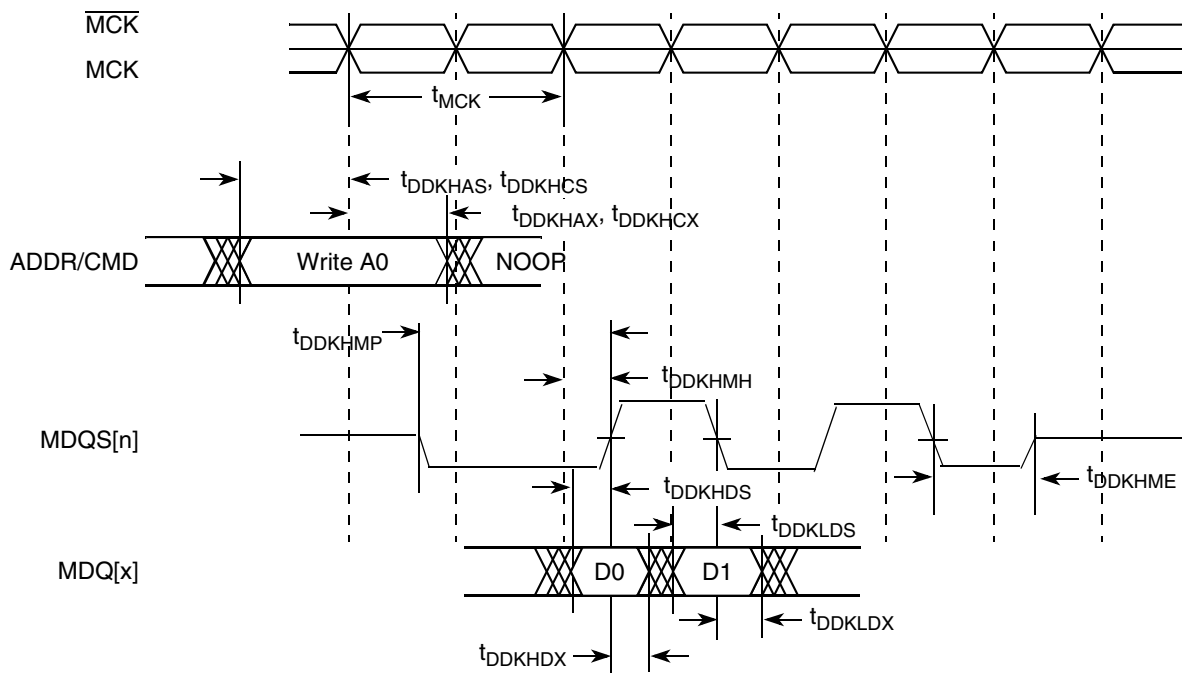 MCK
MCK
tMCK
tDDKHAS, tDDKHCS
tDDKHAX, tDDKHCX
ADDR/CMD
Write A0
NOOP
tDDKHMP
tDDKHMH
MDQS[n]
tDDKHDS
tDDKHME
tDDKLDS
MDQ[x]
D0
D1
tDDKLDX
tDDKHDX